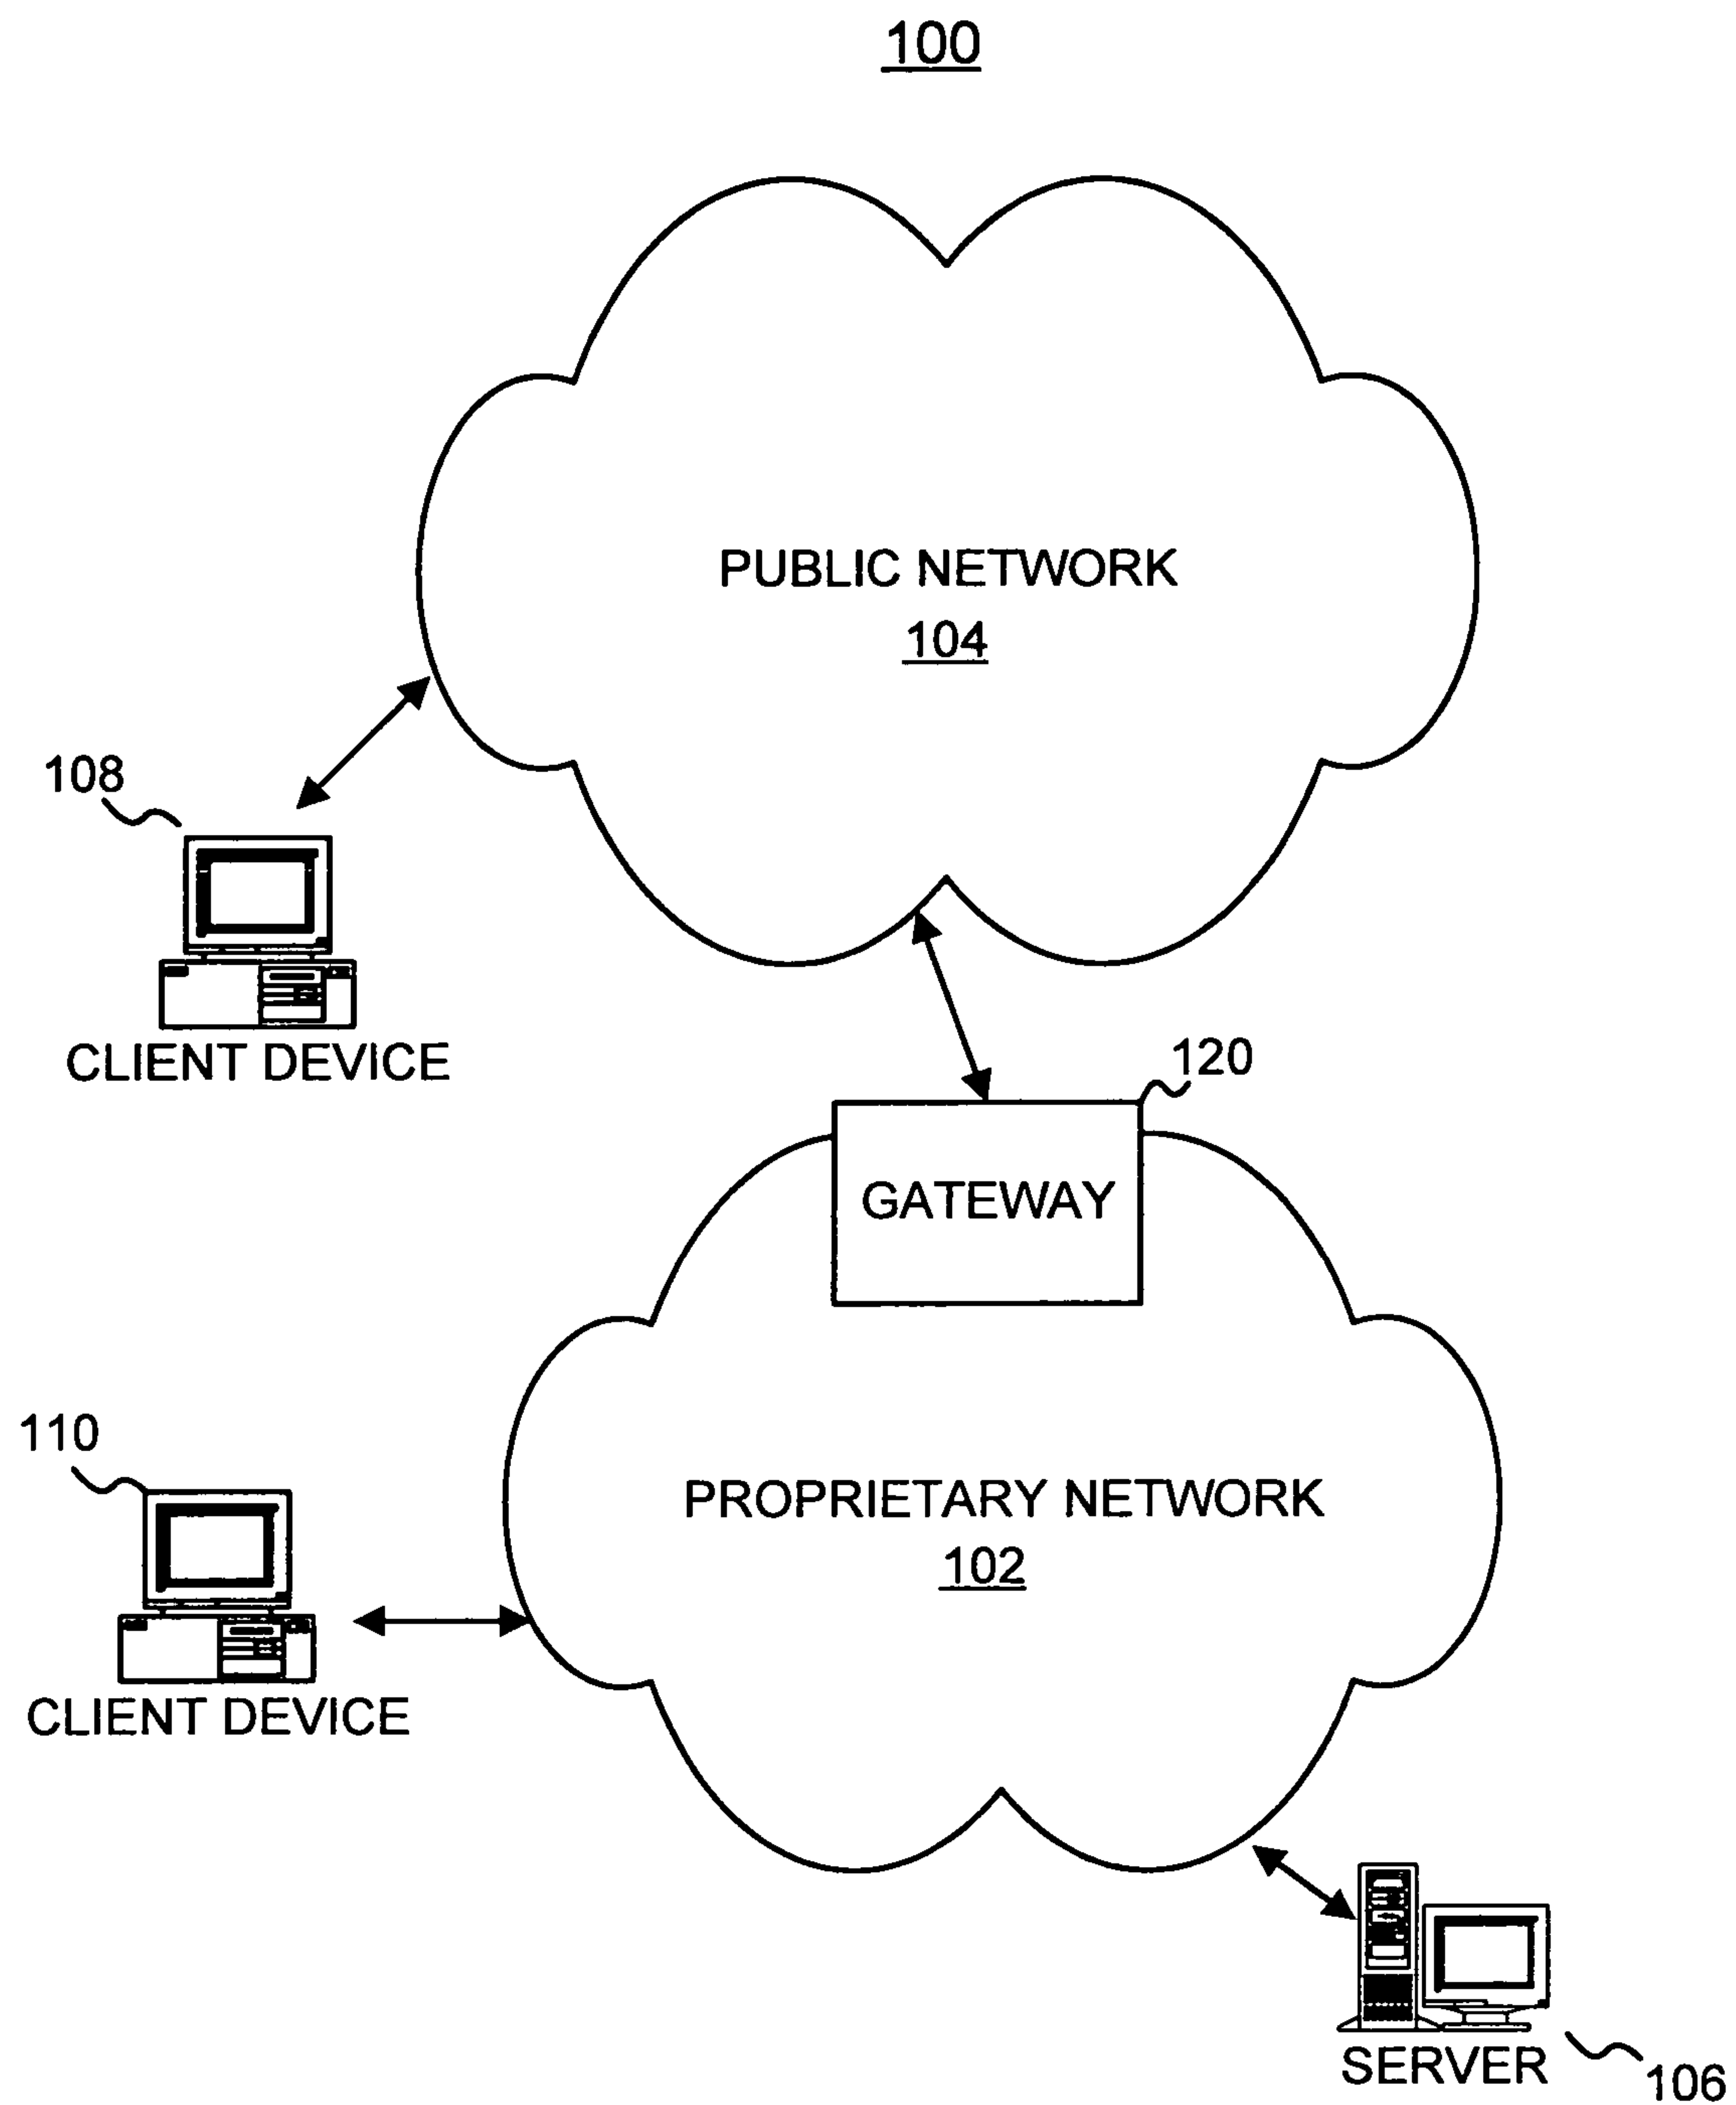 100
PUBLIC NETWORK
104
108
CLIENT DEVICE
120
GATEWAY
110
PROPRIETARY NETWORK
102
CLIENT DEVICE
SERVER
106